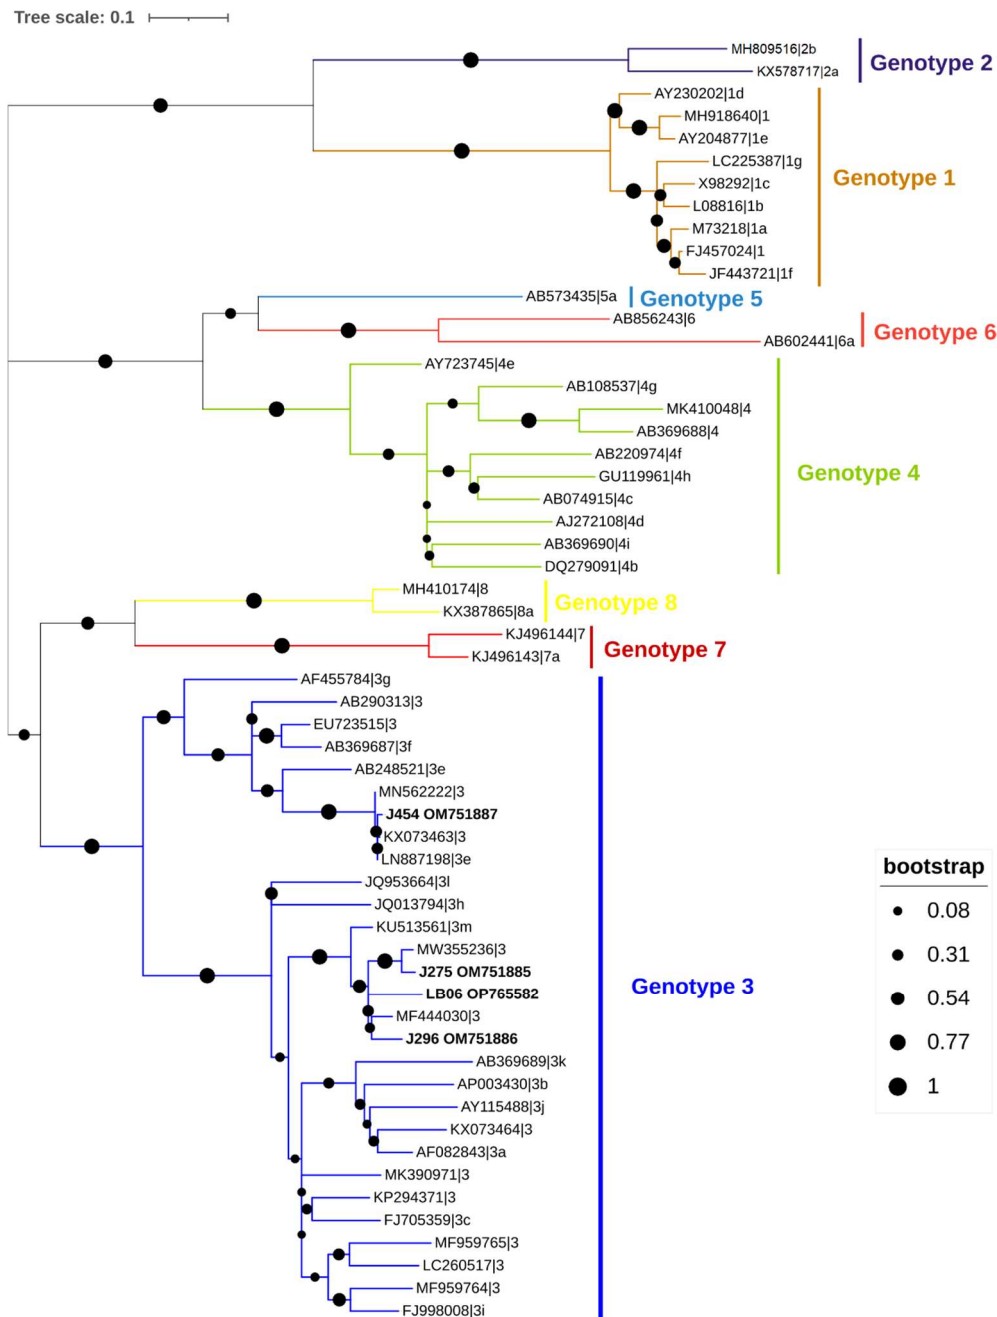 Tree scale: 0.1
MH809516|2b
KX578717|2a
Genotype 2
AY230202|1d
MH918640|1
AY204877|1e
LC225387|1g
X98292|1c
L08816|1b
M73218|1a
FJ457024|1
JF443721|1f
Genotype 1
AB573435|5a
Genotype 5
AB856243|6
AB602441|6a
Genotype 6
AY723745|4e
AB108537|4g
MK410048|4
AB369688|4
AB220974|4f
GU119961|4h
AB074915|4c
AJ272108|4d
AB369690|4i
DQ279091|4b
Genotype 4
MH410174|8
KX387865|8a
Genotype 8
KJ496144|7
KJ496143|7a
Genotype 7
AF455784|3g
AB290313|3
EU723515|3
AB369687|3f
AB248521|3e
MN562222|3
J454 OM751887
KX073463|3
LN887198|3e
JQ953664|3l
JQ013794|3h
KU513561|3m
MW355236|3
J275 OM751885
LB06 OP765582
MF444030|3
J296 OM751886
AB369689|3k
AP003430|3b
AY115488|3j
KX073464|3
AF082843|3a
MK390971|3
KP294371|3
FJ705359|3c
MF959765|3
LC260517|3
MF959764|3
FJ998008|3i
Genotype 3
bootstrap
0.08
0.31
0.54
0.77
1